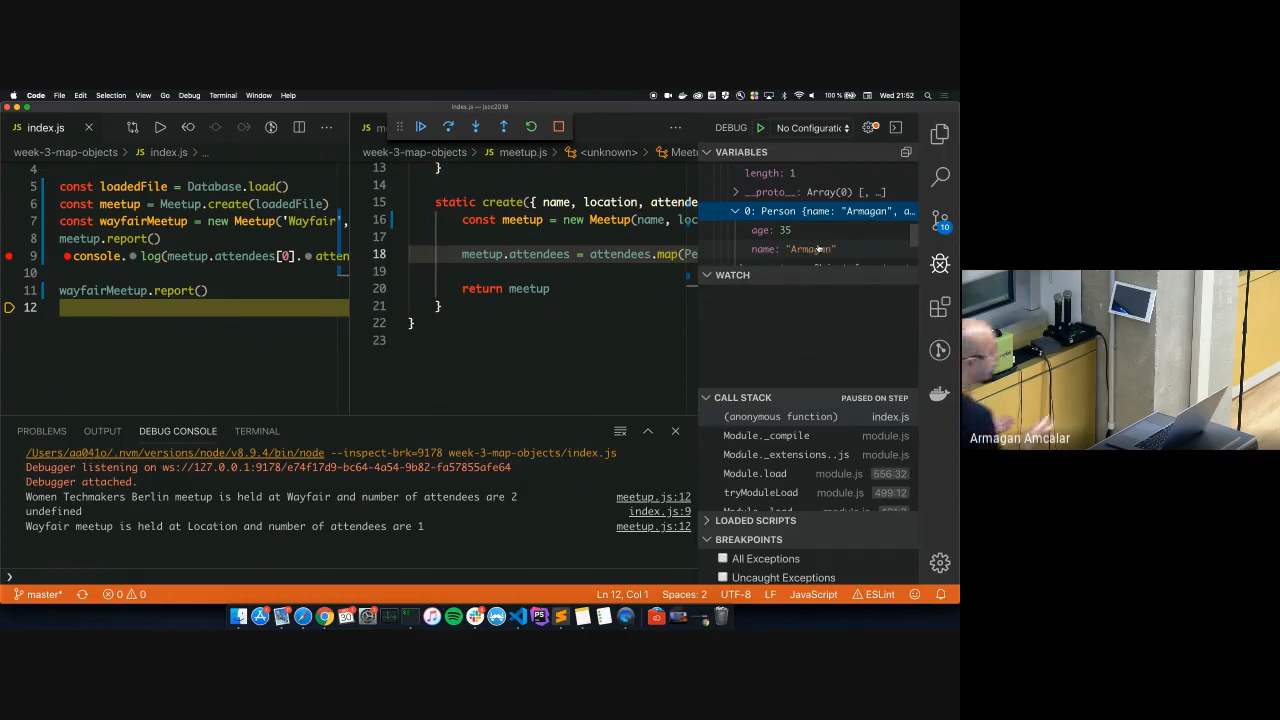 Code File Edit Selection View Go Debug Terminal Window Help
100% Wed 21:52
index.js — jscc2019
index.js
DEBUG No Configurati
week-3-map-objects > index.js > ...
week-3-map-objects > meetup.js > <unknown> > Meetu
VARIABLES
4
5 const loadedFile = Database.load()
6 const meetup = Meetup.create(loadedFile)
7 const wayfairMeetup = new Meetup('Wayfair',
8 meetup.report()
9 console. log(meetup.attendees[0]. atten
10
11 wayfairMeetup.report()
12
13 }
14
15 static create({ name, location, attende
16 const meetup = new Meetup(name, loc
17
18 meetup.attendees = attendees.map(Pe
19
20 return meetup
21 }
22 }
23
length: 1
__proto__: Array(0) [, …]
0: Person {name: "Armagan", a…
age: 35
name: "Armagan"
WATCH
CALL STACK PAUSED ON STEP
(anonymous function) index.js
Module._compile module.js
Module._extensions..js module.js
Module.load module.js 556:32
tryModuleLoad module.js 499:12
LOADED SCRIPTS
BREAKPOINTS
All Exceptions
Uncaught Exceptions
10
PROBLEMS OUTPUT DEBUG CONSOLE TERMINAL
/Users/aa041o/.nvm/versions/node/v8.9.4/bin/node --inspect-brk=9178 week-3-map-objects/index.js
Debugger listening on ws://127.0.0.1:9178/e74f17d9-bc64-4a54-9b82-fa57855afe64
Debugger attached.
Women Techmakers Berlin meetup is held at Wayfair and number of attendees are 2 meetup.js:12
undefined index.js:9
Wayfair meetup is held at Location and number of attendees are 1 meetup.js:12
master* 0 0 Ln 12, Col 1 Spaces: 2 UTF-8 LF JavaScript ESLint
Armagan Amcalar